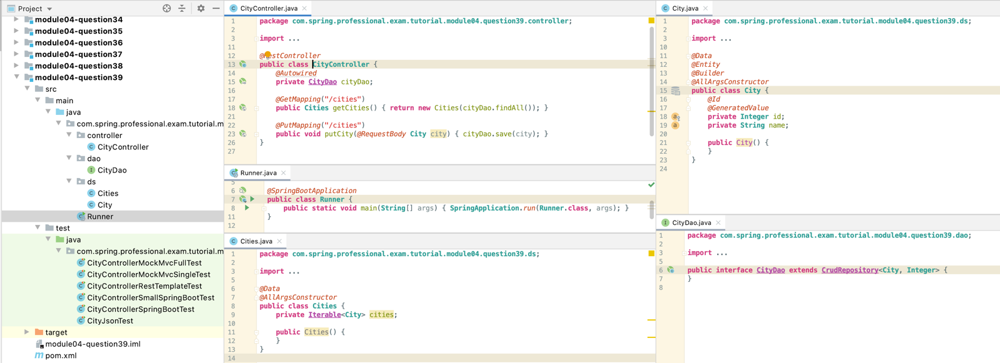 Project
module04-question34
module04-question35
module04-question36
module04-question37
module04-question38
module04-question39
src
main
java
com.spring.professional.exam.tutorial.m
controller
CityController
dao
CityDao
ds
Cities
City
Runner
test
java
com.spring.professional.exam.tutorial.m
CityControllerMockMvcFullTest
CityControllerMockMvcSingleTest
CityControllerRestTemplateTest
CityControllerSmallSpringBootTest
CityControllerSpringBootTest
CityJsonTest
target
module04-question39.iml
pom.xml
CityController.java
1 package com.spring.professional.exam.tutorial.module04.question39.controller;
2
3 import ...
11
12 @RestController
13 public class CityController {
14 @Autowired
15 private CityDao cityDao;
16
17 @GetMapping("/cities")
18 public Cities getCities() { return new Cities(cityDao.findAll()); }
21
22 @PutMapping("/cities")
23 public void putCity(@RequestBody City city) { cityDao.save(city); }
26 }
27
Runner.java
5
6 @SpringBootApplication
7 public class Runner {
8 public static void main(String[] args) { SpringApplication.run(Runner.class, args); }
11 }
12
Cities.java
1 package com.spring.professional.exam.tutorial.module04.question39.ds;
2
3 import ...
5
6 @Data
7 @AllArgsConstructor
8 public class Cities {
9 private Iterable<City> cities;
10
11 public Cities() {
12 }
13 }
14
City.java
1 package com.spring.professional.exam.tutorial.module04.question39.ds;
2
3 import ...
10
11 @Data
12 @Entity
13 @Builder
14 @AllArgsConstructor
15 public class City {
16 @Id
17 @GeneratedValue
18 private Integer id;
19 private String name;
20
21 public City() {
22 }
23 }
24
CityDao.java
1 package com.spring.professional.exam.tutorial.module04.question39.dao;
2
3 import ...
5
6 public interface CityDao extends CrudRepository<City, Integer> {
7 }
8